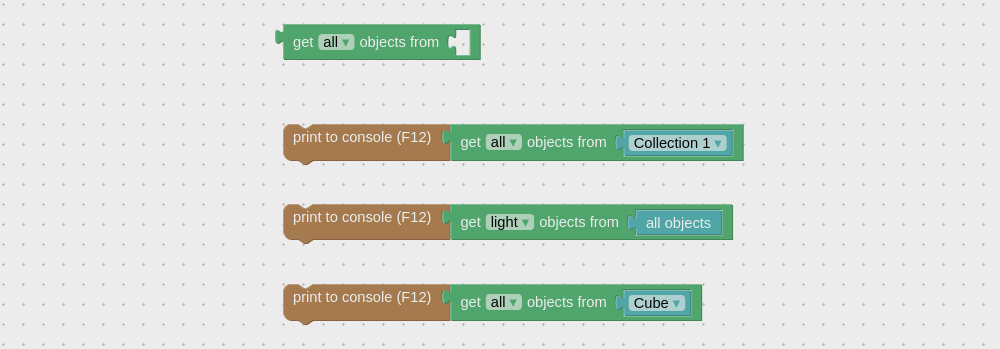 get all ▾ objects from
print to console (F12) get all ▾ objects from Collection 1 ▾
print to console (F12) get light ▾ objects from all objects
print to console (F12) get all ▾ objects from Cube ▾